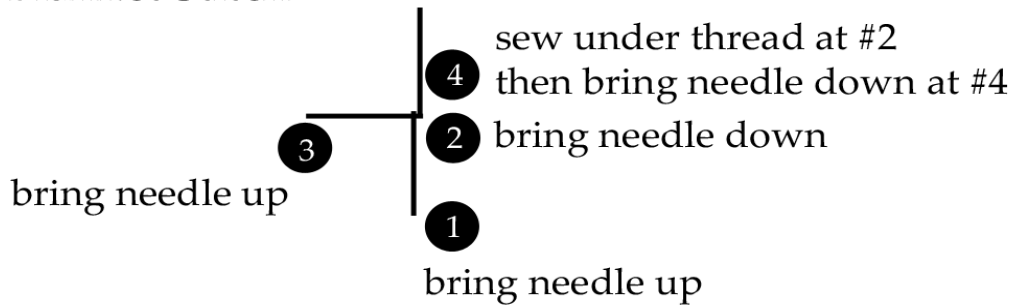 sew under thread at #2
4 then bring needle down at #4
2 bring needle down
3
bring needle up
1
bring needle up